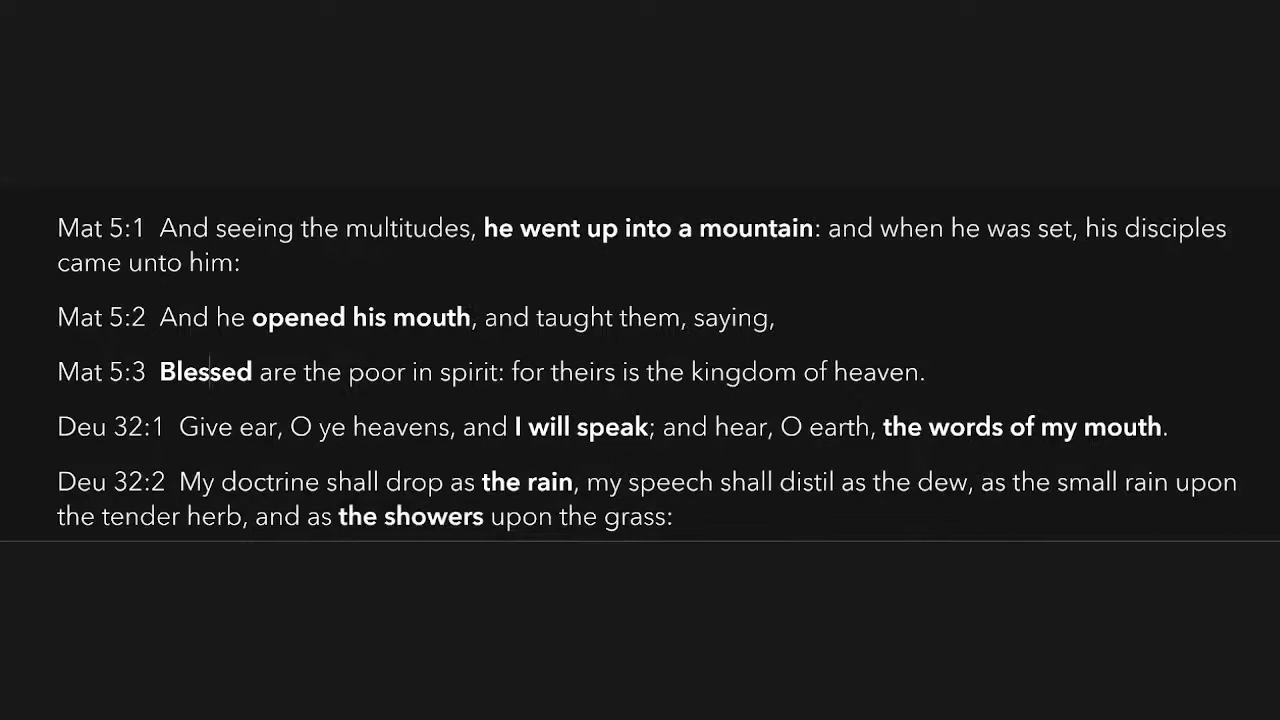 Mat 5:1 And seeing the multitudes, he went up into a mountain: and when he was set, his disciples
came unto him:
Mat 5:2 And he opened his mouth, and taught them, saying,
Mat 5:3 Blessed are the poor in spirit: for theirs is the kingdom of heaven.
Deu 32:1 Give ear, O ye heavens, and I will speak; and hear, O earth, the words of my mouth.
Deu 32:2 My doctrine shall drop as the rain, my speech shall distil as the dew, as the small rain upon
the tender herb, and as the showers upon the grass: